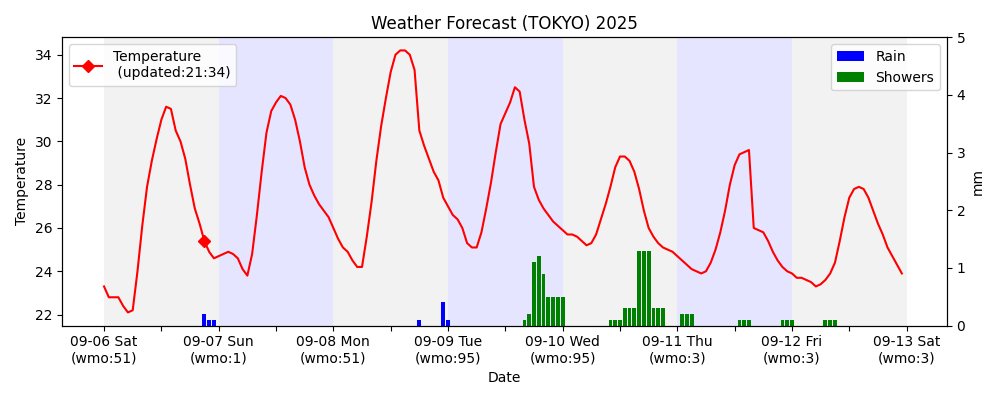 Weather Forecast (TOKYO) 2025
Temperature
(updated:21:34)
Rain
Showers
Temperature
34
32
30
28
26
24
22
5
4
3
2
1
0
mm
09-06 Sat
(wmo:51)
09-07 Sun
(wmo:1)
09-08 Mon
(wmo:51)
09-09 Tue
(wmo:95)
09-10 Wed
(wmo:95)
09-11 Thu
(wmo:3)
09-12 Fri
(wmo:3)
09-13 Sat
(wmo:3)
Date